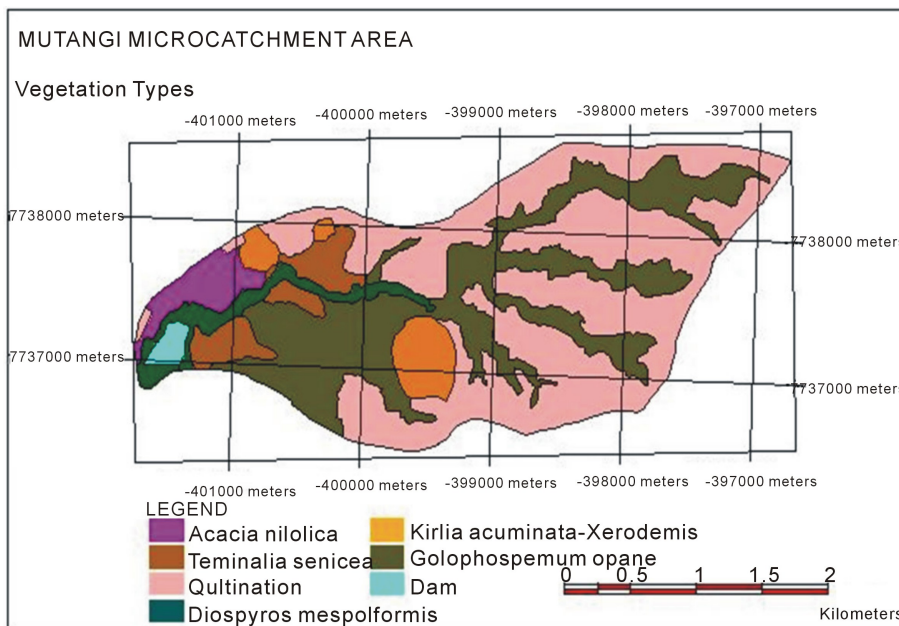 MUTANGI MICROCATCHMENT AREA
Vegetation Types
-401000 meters -400000 meters -399000 meters -398000 meters -397000 meters
7738000 meters 7738000 meters
7737000 meters 7737000 meters
-401000 meters -400000 meters -399000 meters -398000 meters -397000 meters
LEGEND
Acacia nilolica Kirlia acuminata-Xerodemis
Teminalia senicea Golophospemum opane
Qultination Dam
Diospyros mespolformis
0 0.5 1 1.5 2
Kilometers